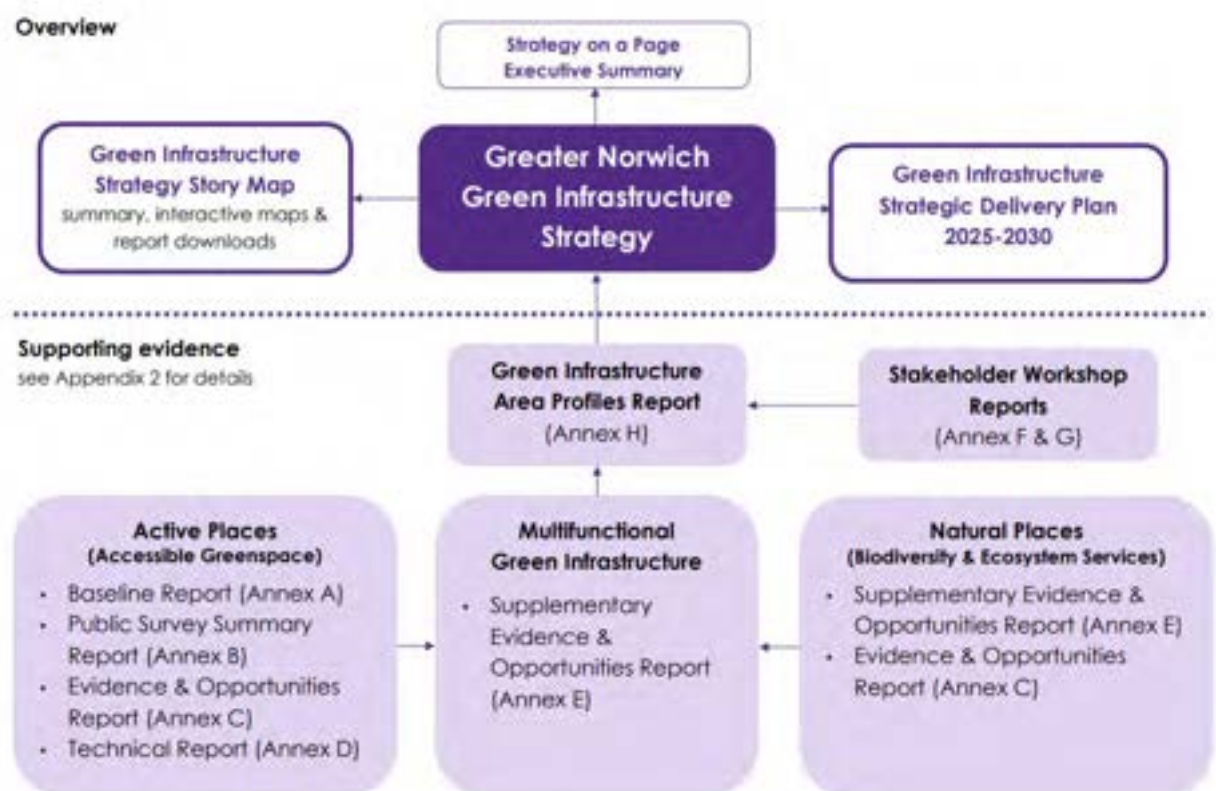 Overview
Strategy on a Page
Executive Summary
Green Infrastructure
Strategy Story Map
summary, interactive maps &
report downloads
Greater Norwich
Green Infrastructure
Strategy
Green Infrastructure
Strategic Delivery Plan
2025-2030
Supporting evidence
see Appendix 2 for details
Green Infrastructure
Area Profiles Report
(Annex H)
Stakeholder Workshop
Reports
(Annex F & G)
Active Places
(Accessible Greenspace)
• Baseline Report (Annex A)
• Public Survey Summary
Report (Annex B)
• Evidence & Opportunities
Report (Annex C)
• Technical Report (Annex D)
Multifunctional
Green Infrastructure
• Supplementary
Evidence &
Opportunities Report
(Annex E)
Natural Places
(Biodiversity & Ecosystem Services)
• Supplementary Evidence &
Opportunities Report (Annex E)
• Evidence & Opportunities
Report (Annex C)